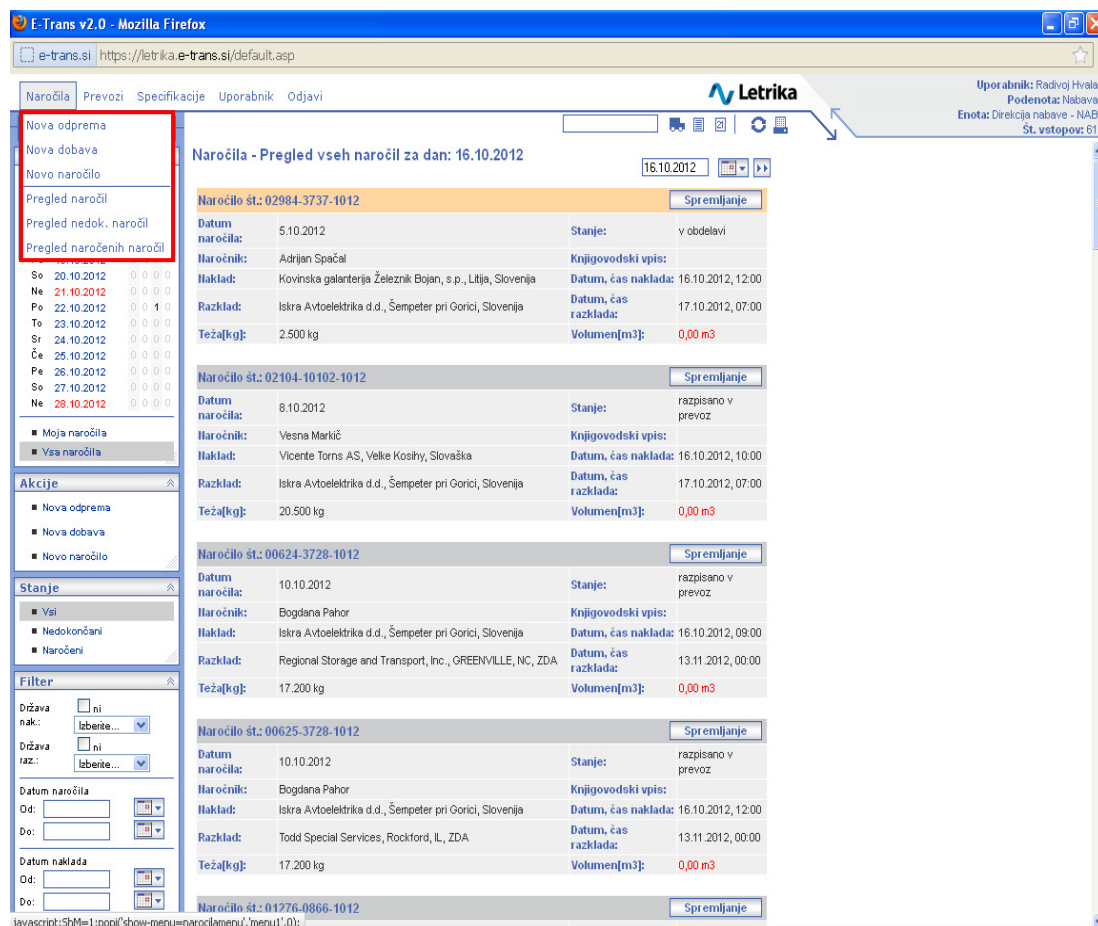 E-Trans v2.0 - Mozilla Firefox
e-trans.si https://letrika.e-trans.si/default.asp
Naročila Prevozi Specifikacije Uporabnik Odjavi
Letrika
Uporabnik: Radivoj Hvala
Podenota: Nabava
Enota: Direkcija nabave - NAB
Št. vstopov: 61
Nova odprema
Nova dobava
Novo naročilo
Pregled naročil
Pregled nedok. naročil
Pregled naročenih naročil
So 20.10.2012 0 0 0 0
Ne 21.10.2012 0 0 0 0
Po 22.10.2012 0 0 1 0
To 23.10.2012 0 0 0 0
Sr 24.10.2012 0 0 0 0
Če 25.10.2012 0 0 0 0
Pe 26.10.2012 0 0 0 0
So 27.10.2012 0 0 0 0
Ne 28.10.2012 0 0 0 0
Moja naročila
Vsa naročila
Akcije
Nova odprema
Nova dobava
Novo naročilo
Stanje
Vsi
Nedokončani
Naročeni
Filter
Država nak.: ni
Izberite...
Država raz.: ni
Izberite...
Datum naročila
Od:
Do:
Datum naklada
Od:
Do:
Naročila - Pregled vseh naročil za dan: 16.10.2012
16.10.2012
Naročilo št.: 02984-3737-1012 Spremljanje
Datum naročila: 5.10.2012 Stanje: v obdelavi
Naročnik: Adrijan Spačal Knjigovodski vpis:
Naklad: Kovinska galanterija Železnik Bojan, s.p., Litija, Slovenija Datum, čas naklada: 16.10.2012, 12:00
Razklad: Iskra Avtoelektrika d.d., Šempeter pri Gorici, Slovenija Datum, čas razklada: 17.10.2012, 07:00
Teža[kg]: 2.500 kg Volumen[m3]: 0,00 m3
Naročilo št.: 02104-10102-1012 Spremljanje
Datum naročila: 8.10.2012 Stanje: razpisano v prevoz
Naročnik: Vesna Markič Knjigovodski vpis:
Naklad: Vicente Torns AS, Velke Kosihy, Slovaška Datum, čas naklada: 16.10.2012, 10:00
Razklad: Iskra Avtoelektrika d.d., Šempeter pri Gorici, Slovenija Datum, čas razklada: 17.10.2012, 07:00
Teža[kg]: 20.500 kg Volumen[m3]: 0,00 m3
Naročilo št.: 00624-3728-1012 Spremljanje
Datum naročila: 10.10.2012 Stanje: razpisano v prevoz
Naročnik: Bogdana Pahor Knjigovodski vpis:
Naklad: Iskra Avtoelektrika d.d., Šempeter pri Gorici, Slovenija Datum, čas naklada: 16.10.2012, 09:00
Razklad: Regional Storage and Transport, Inc., GREENVILLE, NC, ZDA Datum, čas razklada: 13.11.2012, 00:00
Teža[kg]: 17.200 kg Volumen[m3]: 0,00 m3
Naročilo št.: 00625-3728-1012 Spremljanje
Datum naročila: 10.10.2012 Stanje: razpisano v prevoz
Naročnik: Bogdana Pahor Knjigovodski vpis:
Naklad: Iskra Avtoelektrika d.d., Šempeter pri Gorici, Slovenija Datum, čas naklada: 16.10.2012, 12:00
Razklad: Todd Special Services, Rockford, IL, ZDA Datum, čas razklada: 13.11.2012, 00:00
Teža[kg]: 17.200 kg Volumen[m3]: 0,00 m3
Naročilo št.: 01276-0866-1012 Spremljanje
javascript:ShM=1;popj('show-menu=narocilamenu','menu1',0);